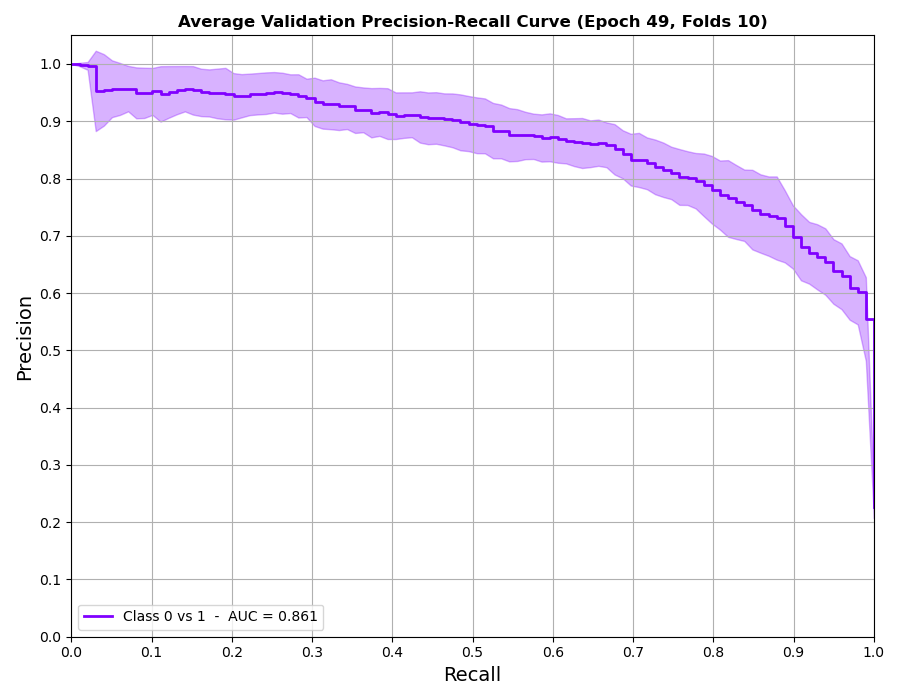 Average Validation Precision-Recall Curve (Epoch 49, Folds 10)
Precision
1.0
0.9
0.8
0.7
0.6
0.5
0.4
0.3
0.2
0.1
0.0
Class 0 vs 1 - AUC = 0.861
0.0 0.1 0.2 0.3 0.4 0.5 0.6 0.7 0.8 0.9 1.0
Recall